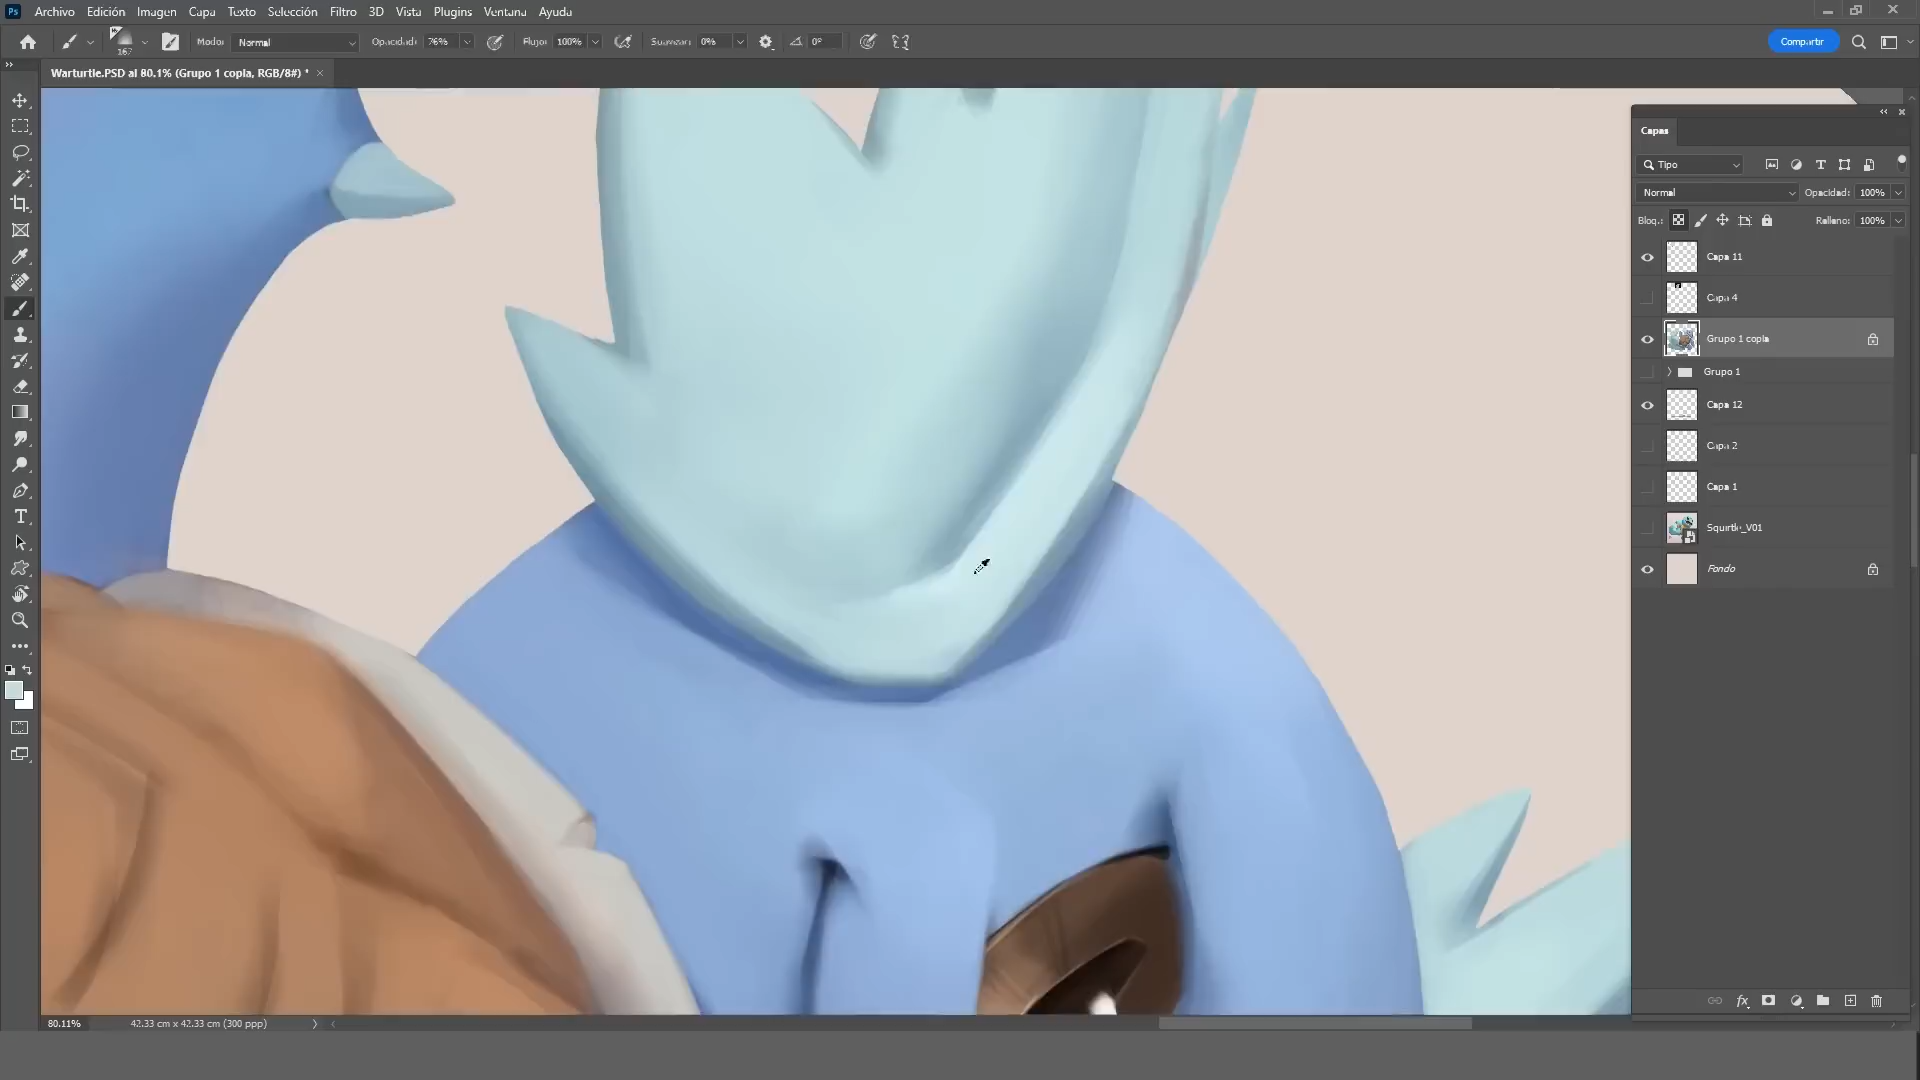 Ps Archivo Edición Imagen Capa Texto Selección Filtro 3D Vista Plugins Ventana Ayuda
167 Modo: Normal Opacidad: 76% Flujo: 100% Suavizar: 0% 0° Compartir
Warturtle.PSD al 80.1% (Grupo 1 copia, RGB/8#) * ×
Capas
Tipo
Normal Opacidad: 100%
Bloq.: Relleno: 100%
Capa 11
Capa 4
Grupo 1 copia
Grupo 1
Capa 12
Capa 2
Capa 1
Squirtle_V01
Fondo
fx
80.11% 42.33 cm x 42.33 cm (300 ppp)